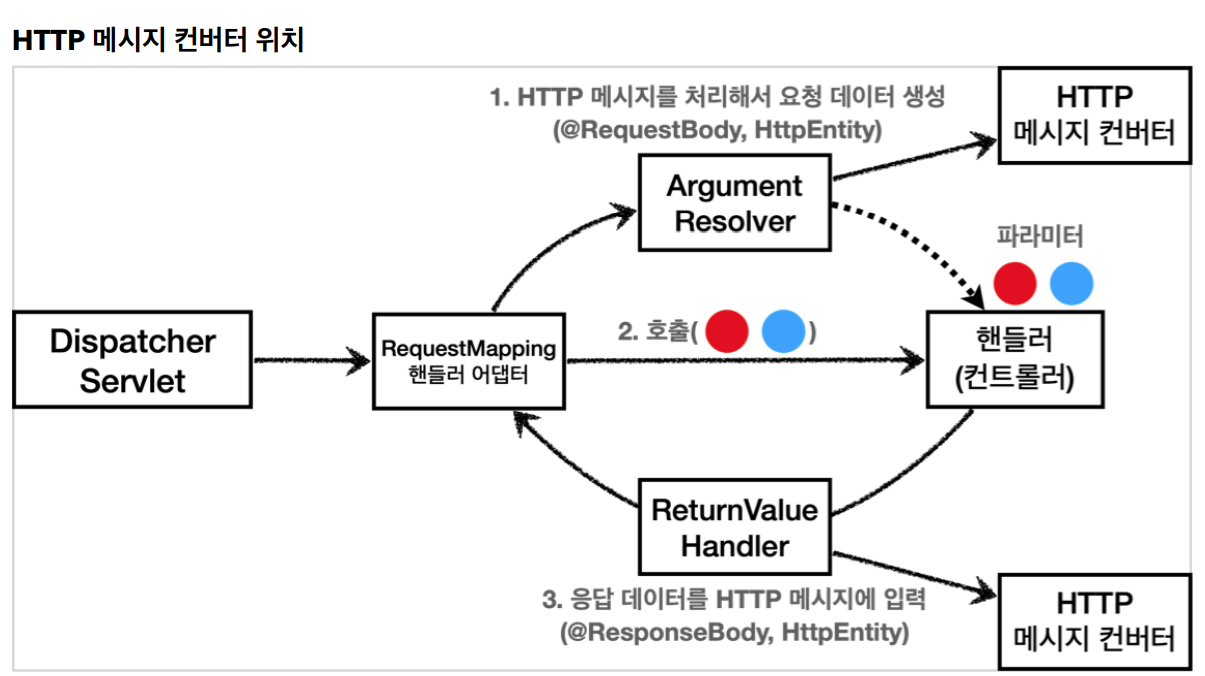 HTTP 메시지 컨버터 위치
1. HTTP 메시지를 처리해서 요청 데이터 생성
(@RequestBody, HttpEntity)
HTTP
메시지 컨버터
Argument
Resolver
파라미터
Dispatcher
Servlet
RequestMapping
핸들러 어댑터
2. 호출( )
핸들러
(컨트롤러)
ReturnValue
Handler
3. 응답 데이터를 HTTP 메시지에 입력
(@ResponseBody, HttpEntity)
HTTP
메시지 컨버터